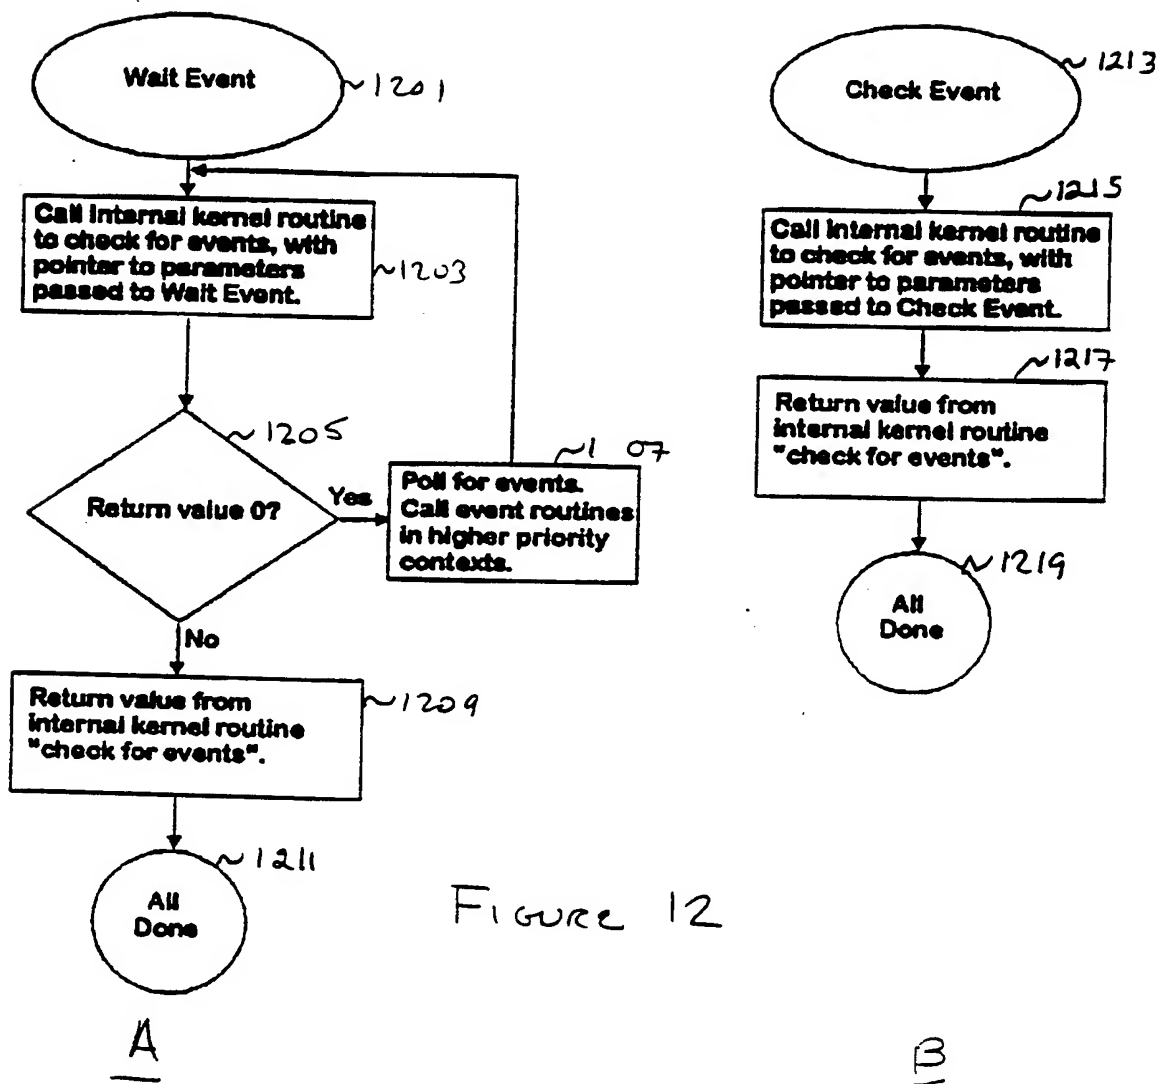 Wait Event
1201
Call internal kernel routine
to check for events, with
pointer to parameters
passed to Wait Event.
1203
1205
Return value 0?
Yes
1 07
Poll for events.
Call event routines
in higher priority
contexts.
No
Return value from
internal kernel routine
"check for events".
1209
1211
All
Done
A
Check Event
1213
1215
Call internal kernel routine
to check for events, with
pointer to parameters
passed to Check Event.
1217
Return value from
internal kernel routine
"check for events".
1219
All
Done
B
Figure 12